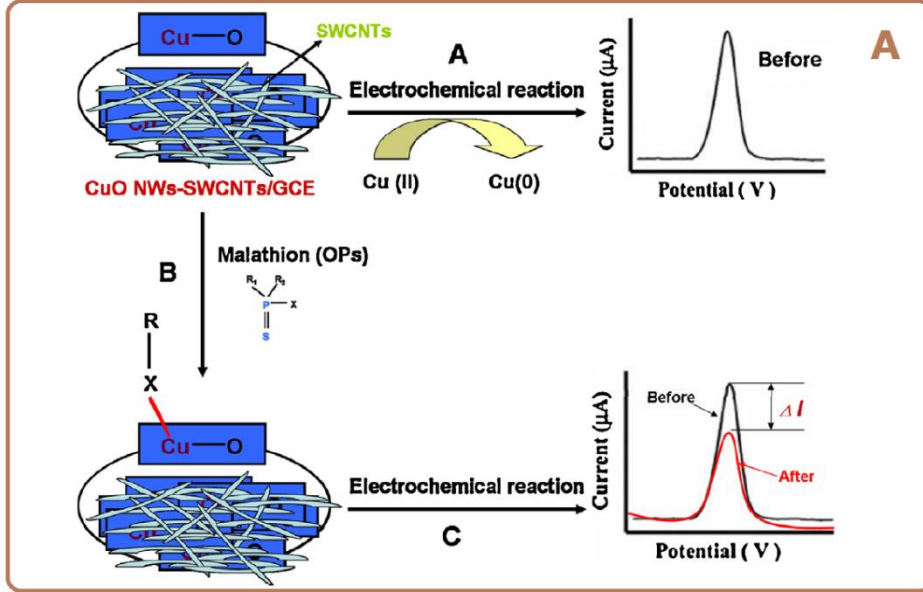 Cu—O
SWCNTs
A
Electrochemical reaction
Cu (II)
Cu(0)
CuO NWs-SWCNTs/GCE
Current (µA)
Before
Potential ( V )
A
B
Malathion (OPs)
R1
R2
P
X
S
R
X
Cu—O
Electrochemical reaction
C
Current (µA)
Before
Δ I
After
Potential ( V )